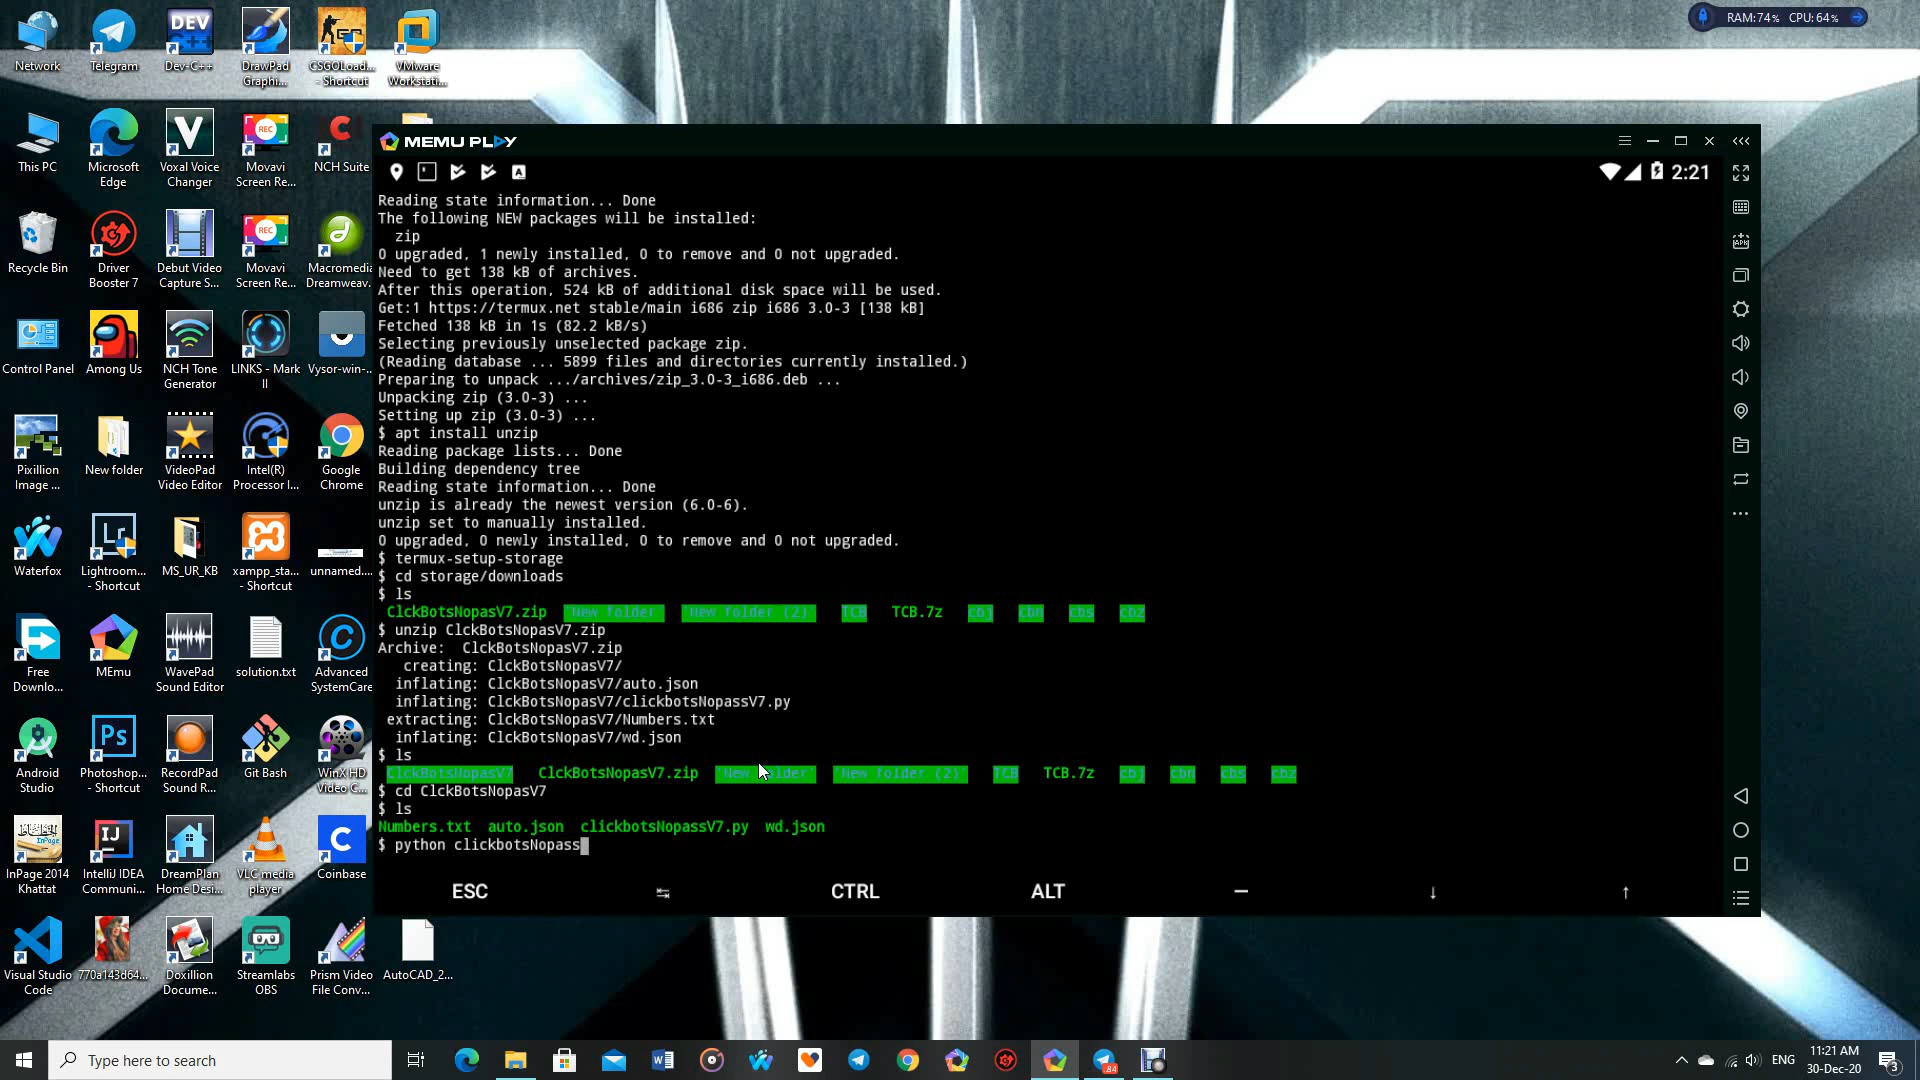 RAM: 74% CPU: 64%
Network
Telegram
Dev-C++
DrawPad Graphi...
CSGOLoad... - Shortcut
VMware Workstati...
This PC
Microsoft Edge
Voxal Voice Changer
Movavi Screen Re...
NCH Suite
Recycle Bin
Driver Booster 7
Debut Video Capture S...
Movavi Screen Re...
Macromedia Dreamweav...
Control Panel
Among Us
NCH Tone Generator
LINKS - Mark II
Vysor-win-...
Pixillion Image ...
New folder
VideoPad Video Editor
Intel(R) Processor I...
Google Chrome
Waterfox
Lightroom... - Shortcut
MS_UR_KB
xampp_sta... - Shortcut
unnamed....
Free Downlo...
MEmu
WavePad Sound Editor
solution.txt
Advanced SystemCare
Android Studio
Photoshop... - Shortcut
RecordPad Sound R...
Git Bash
WinX HD Video C...
InPage 2014 Khattat
IntelliJ IDEA Communi...
DreamPlan Home Desi...
VLC media player
Coinbase
Visual Studio Code
770a143d64...
Doxillion Docume...
Streamlabs OBS
Prism Video File Conv...
AutoCAD_2...
MEMU PLAY
2:21
Reading state information... Done
The following NEW packages will be installed:
zip
0 upgraded, 1 newly installed, 0 to remove and 0 not upgraded.
Need to get 138 kB of archives.
After this operation, 524 kB of additional disk space will be used.
Get:1 https://termux.net stable/main i686 zip i686 3.0-3 [138 kB]
Fetched 138 kB in 1s (82.2 kB/s)
Selecting previously unselected package zip.
(Reading database ... 5899 files and directories currently installed.)
Preparing to unpack .../archives/zip_3.0-3_i686.deb ...
Unpacking zip (3.0-3) ...
Setting up zip (3.0-3) ...
$ apt install unzip
Reading package lists... Done
Building dependency tree
Reading state information... Done
unzip is already the newest version (6.0-6).
unzip set to manually installed.
0 upgraded, 0 newly installed, 0 to remove and 0 not upgraded.
$ termux-setup-storage
$ cd storage/downloads
$ ls
ClckBotsNopasV7.zip 'New folder' 'New folder (2)' TCB TCB.7z cbj cbn cbs cbz
$ unzip ClckBotsNopasV7.zip
Archive: ClckBotsNopasV7.zip
creating: ClckBotsNopasV7/
inflating: ClckBotsNopasV7/auto.json
inflating: ClckBotsNopasV7/clickbotsNopassV7.py
extracting: ClckBotsNopasV7/Numbers.txt
inflating: ClckBotsNopasV7/wd.json
$ ls
ClckBotsNopasV7 ClckBotsNopasV7.zip 'New folder' 'New folder (2)' TCB TCB.7z cbj cbn cbs cbz
$ cd ClckBotsNopasV7
$ ls
Numbers.txt auto.json clickbotsNopassV7.py wd.json
$ python clickbotsNopass
ESC CTRL ALT – ↓ ↑
Type here to search
84
ENG
11:21 AM
30-Dec-20
3